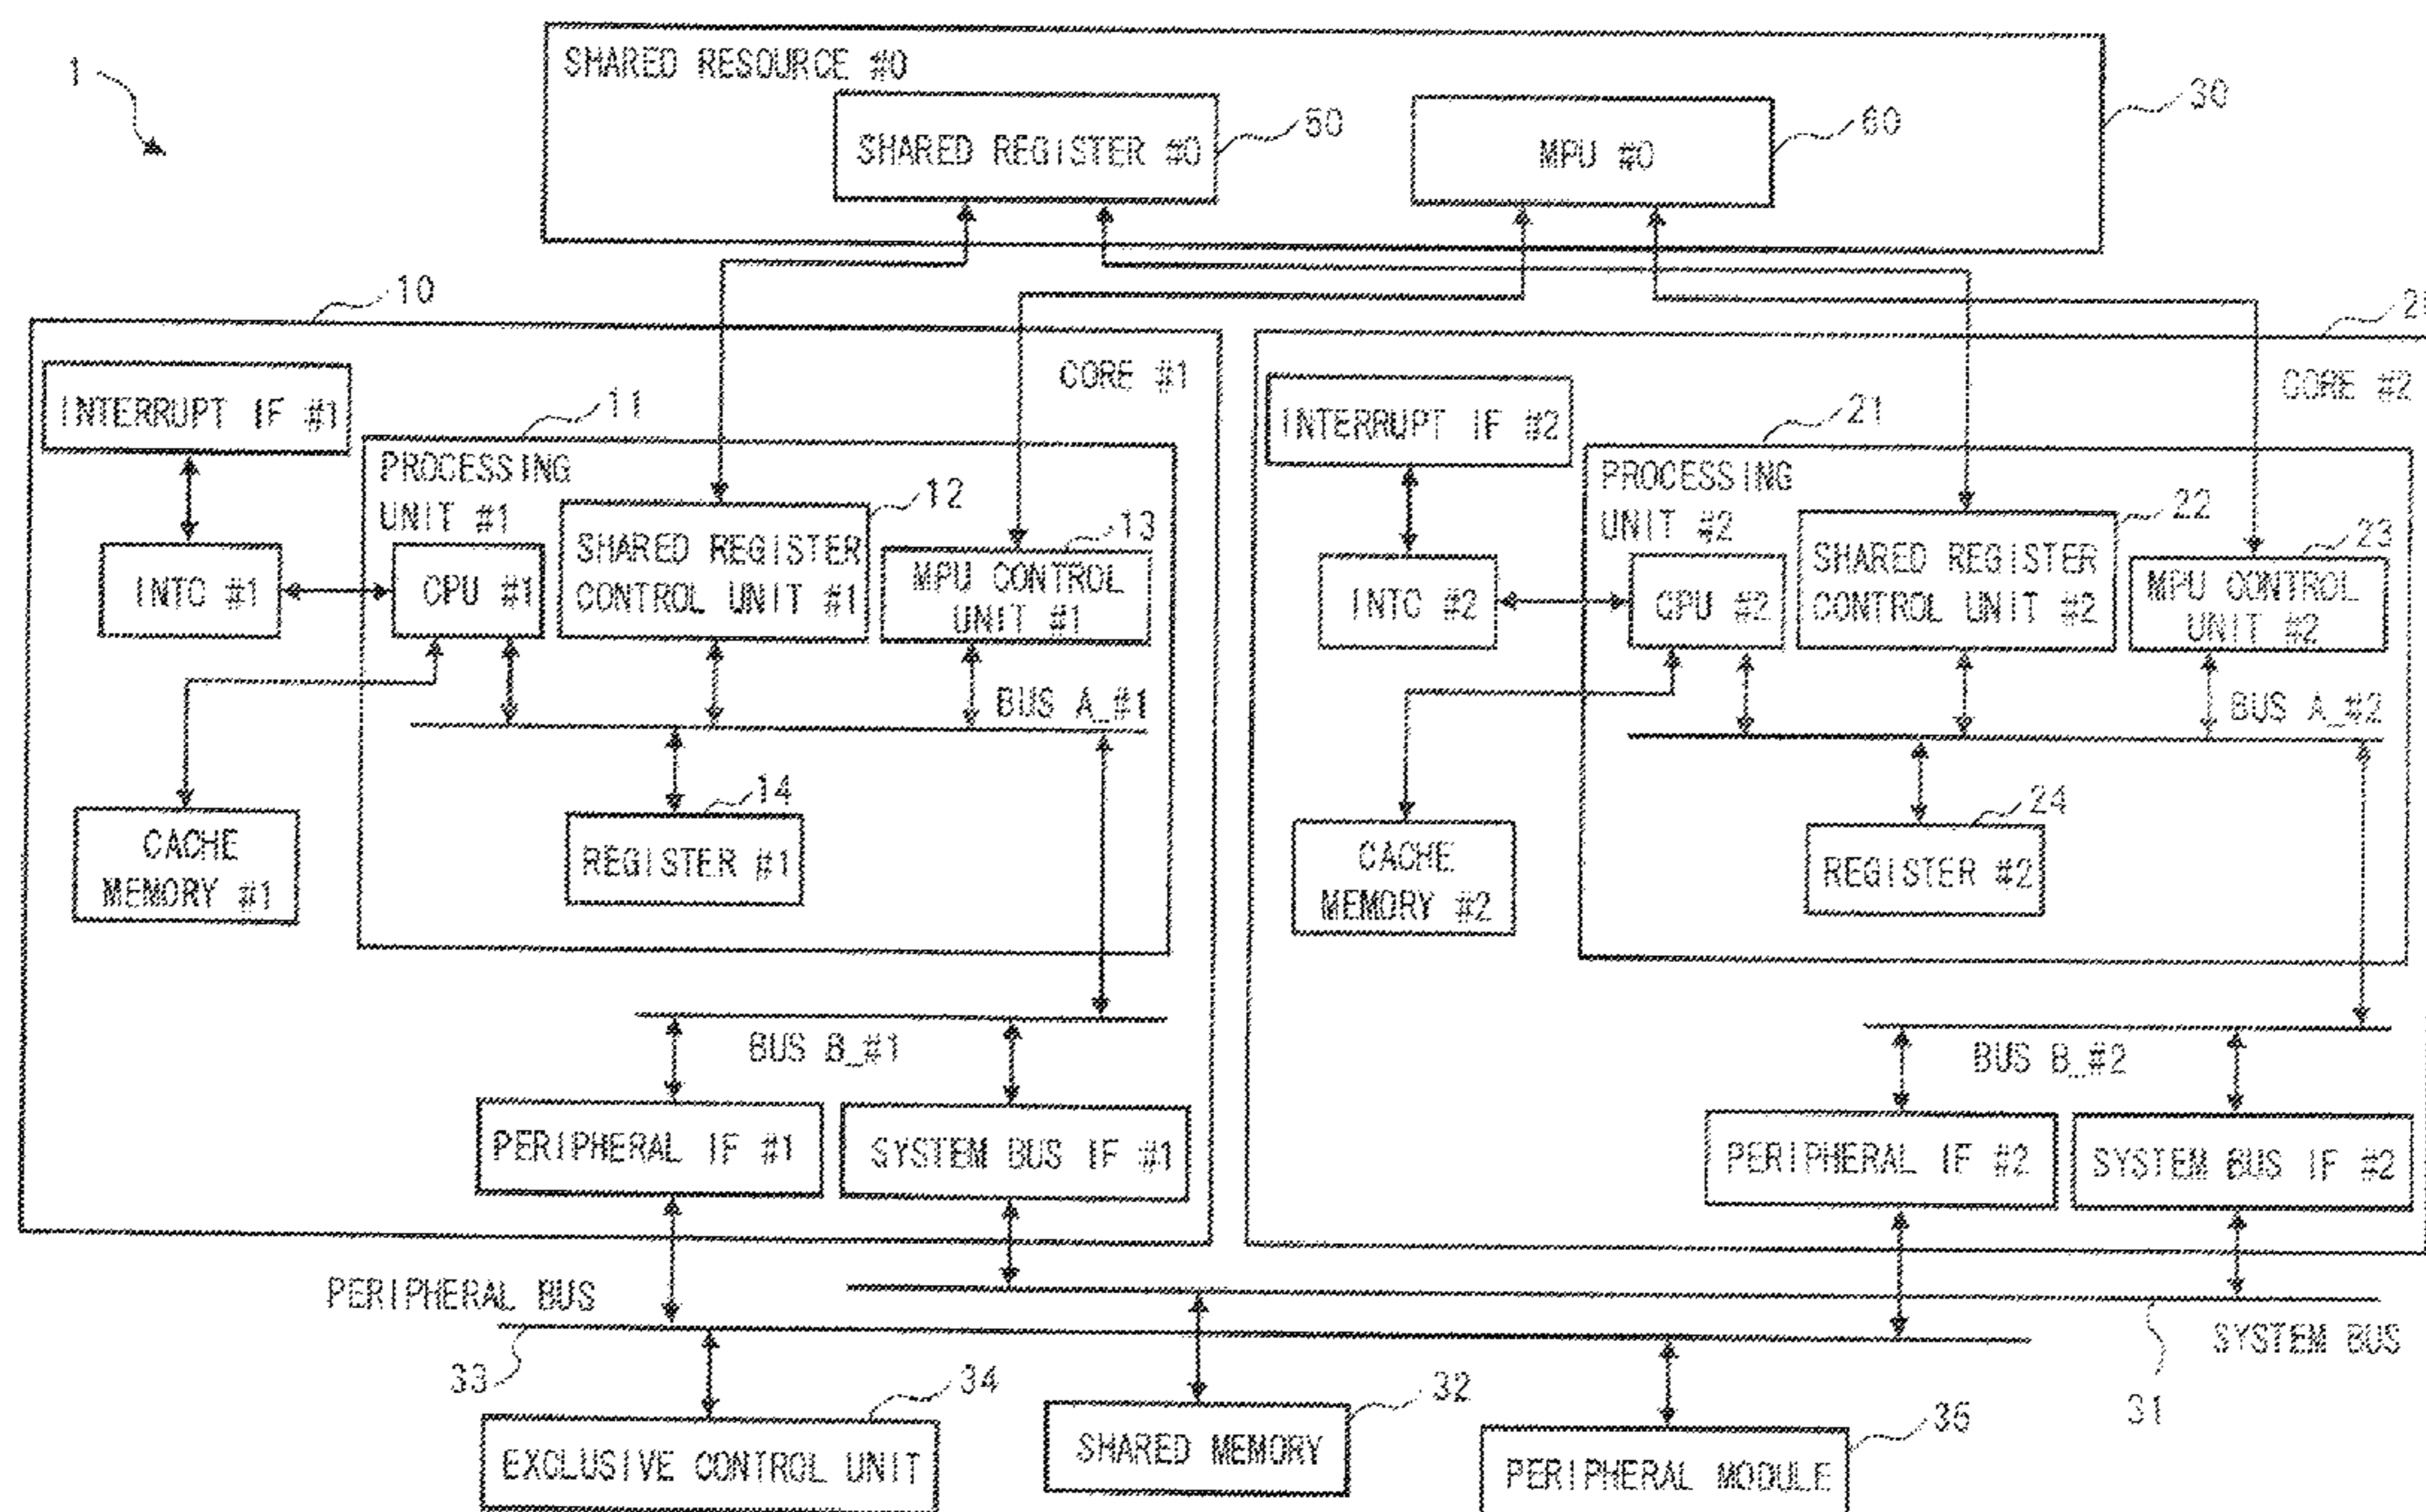 1
SHARED RESOURCE #0
30
SHARED REGISTER #0
50
MPU #0
60
10
CORE #1
INTERRUPT IF #1
11
PROCESSING
UNIT #1
12
SHARED REGISTER
CONTROL UNIT #1
13
MPU CONTROL
UNIT #1
INTC #1
CPU #1
BUS A_#1
14
REGISTER #1
CACHE
MEMORY #1
BUS B_#1
PERIPHERAL IF #1
SYSTEM BUS IF #1
CORE #2
INTERRUPT IF #2
21
PROCESSING
UNIT #2
22
SHARED REGISTER
CONTROL UNIT #2
23
MPU CONTROL
UNIT #2
INTC #2
CPU #2
BUS A_#2
24
REGISTER #2
CACHE
MEMORY #2
BUS B_#2
PERIPHERAL IF #2
SYSTEM BUS IF #2
PERIPHERAL BUS
SYSTEM BUS
33
34
32
35
31
EXCLUSIVE CONTROL UNIT
SHARED MEMORY
PERIPHERAL MODULE